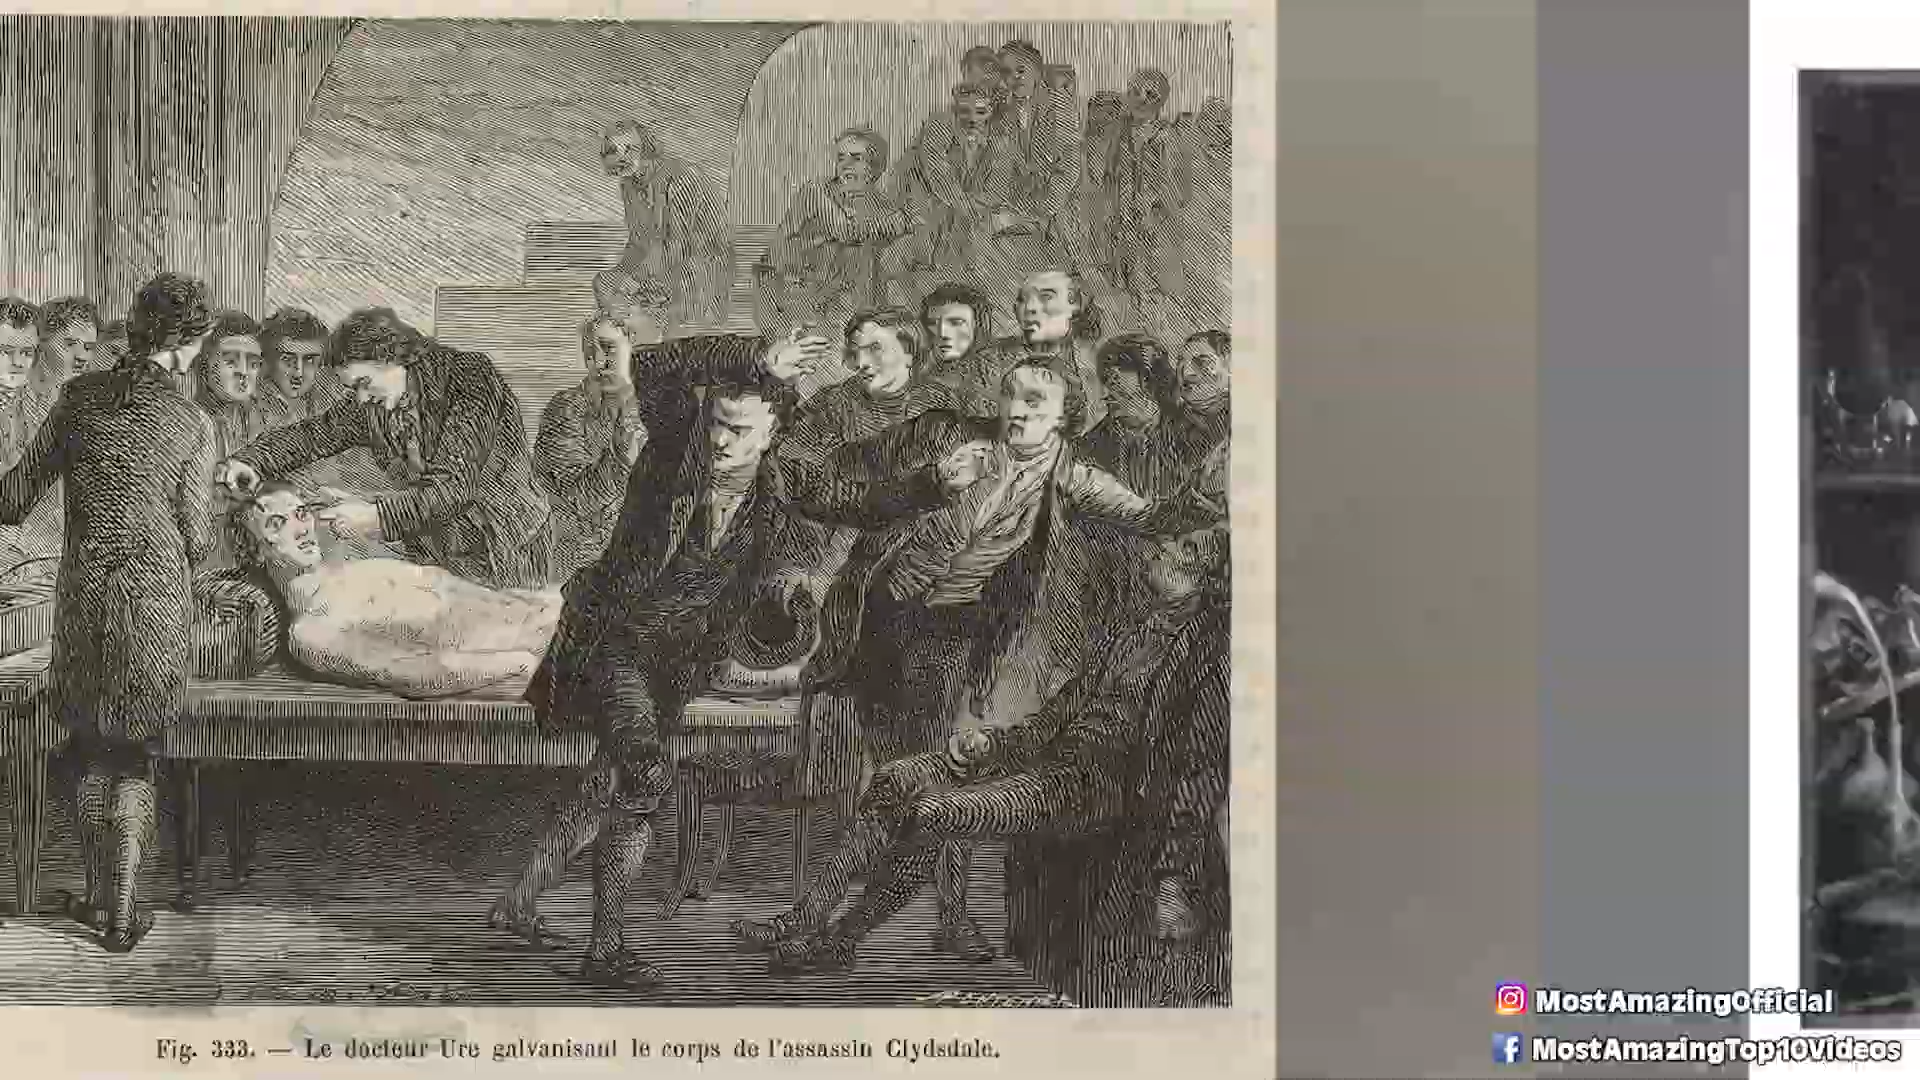 Fig. 333. — Le docteur Ure galvanisant le corps de l'assassin Clydsdale.
MostAmazingOfficial
MostAmazingTop10Videos